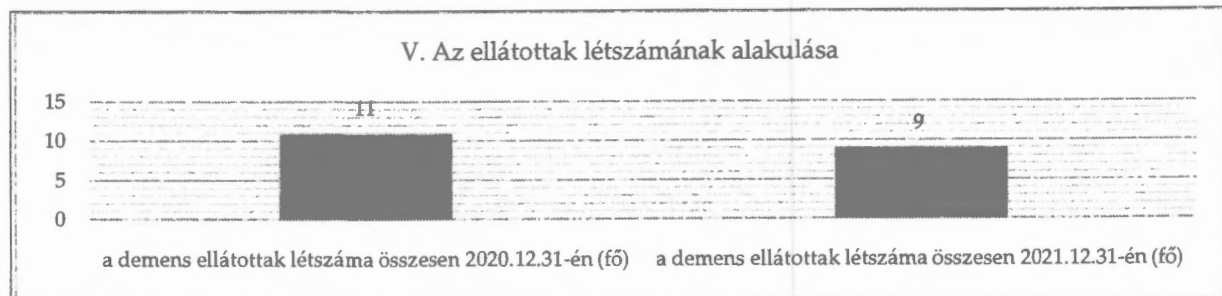 V. Az ellátottak létszámának alakulása
15
10
5
0
11
9
a demens ellátottak létszáma összesen 2020.12.31-én (fő)
a demens ellátottak létszáma összesen 2021.12.31-én (fő)